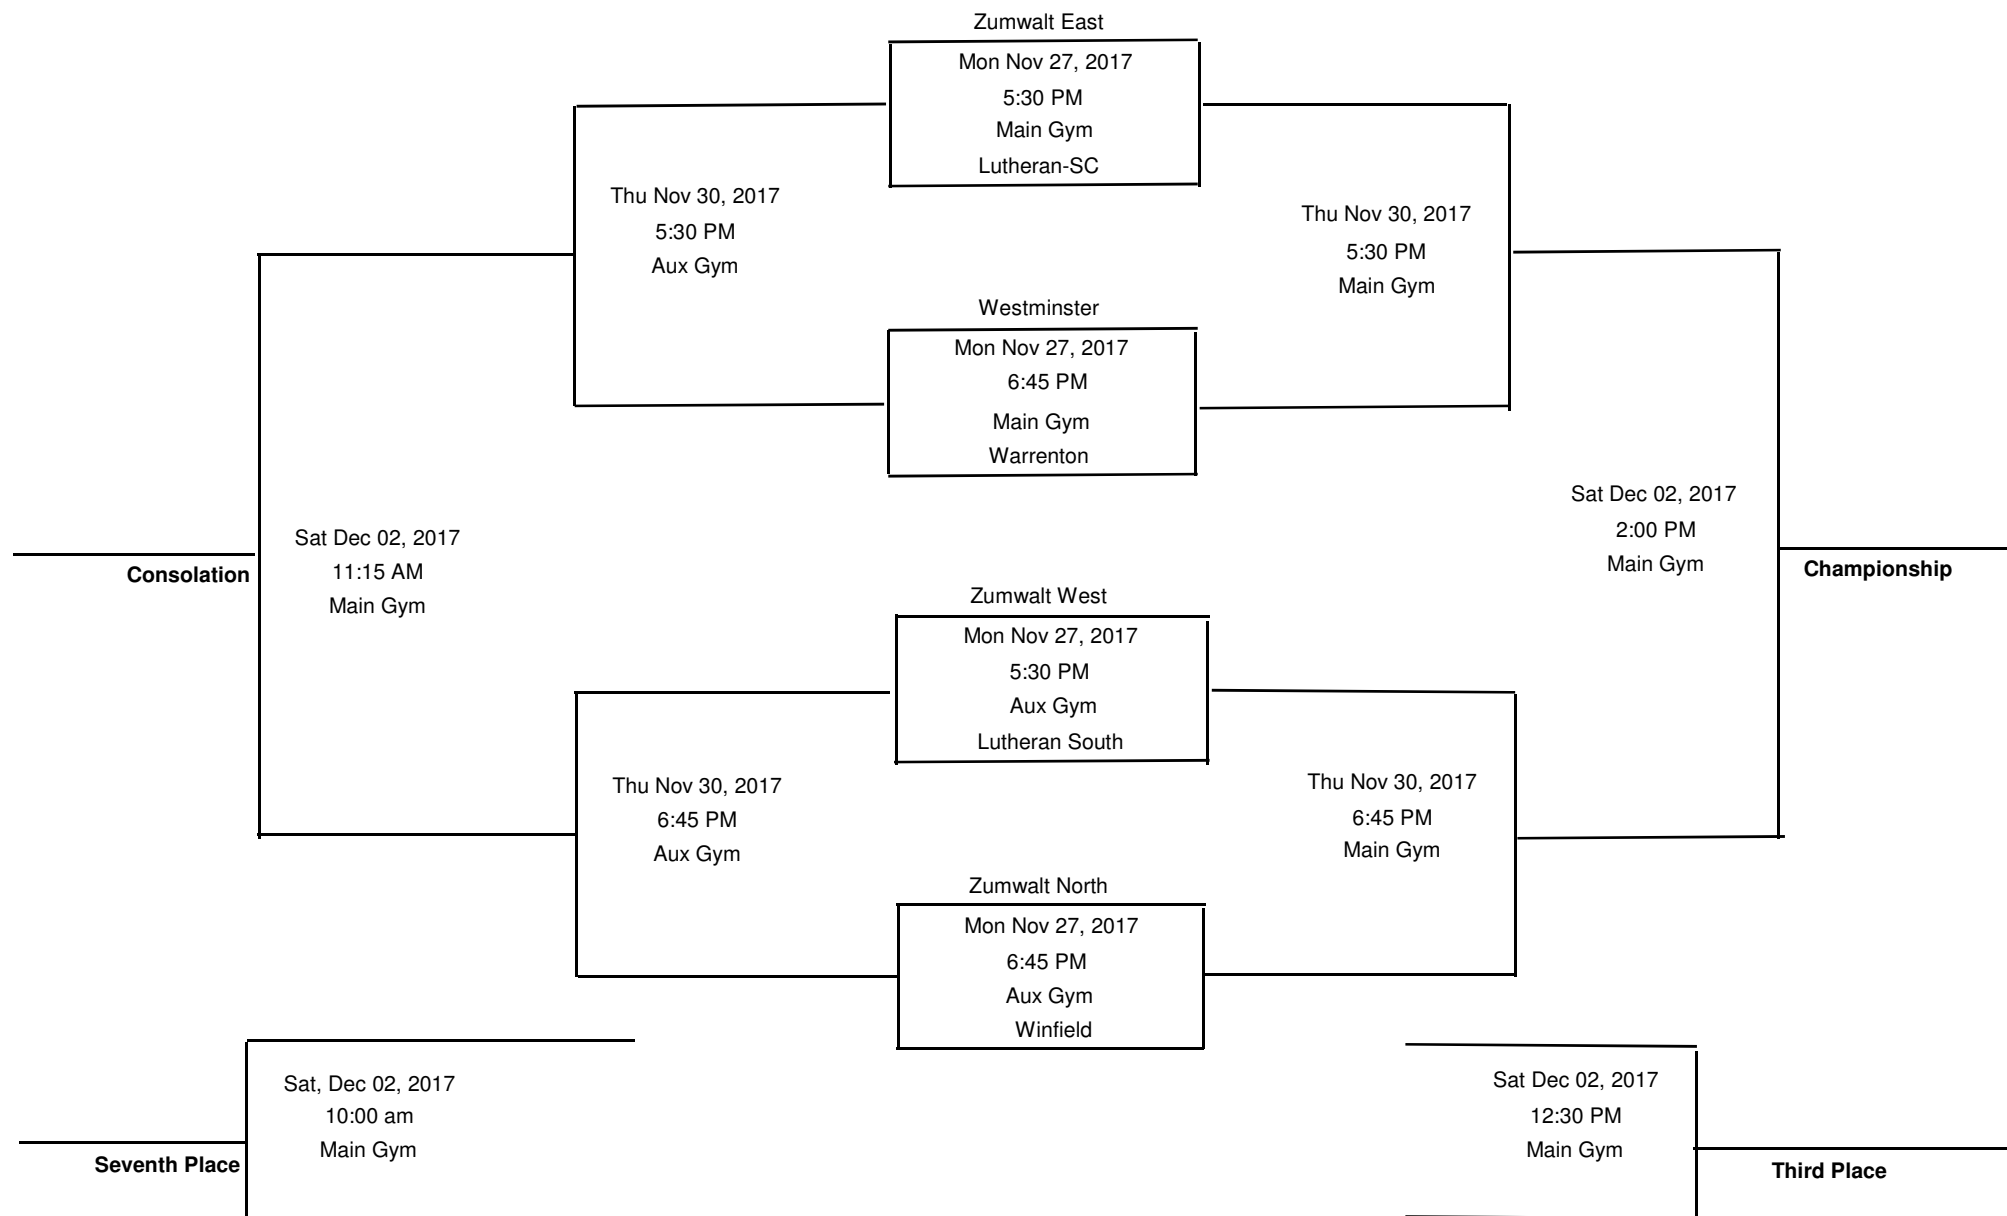 Zumwalt East
Mon Nov 27, 2017
5:30 PM
Main Gym
Lutheran-SC
Thu Nov 30, 2017
5:30 PM
Aux Gym
Thu Nov 30, 2017
5:30 PM
Main Gym
Westminster
Mon Nov 27, 2017
6:45 PM
Main Gym
Warrenton
Sat Dec 02, 2017
11:15 AM
Main Gym
Consolation
Sat Dec 02, 2017
2:00 PM
Main Gym
Championship
Zumwalt West
Mon Nov 27, 2017
5:30 PM
Aux Gym
Lutheran South
Thu Nov 30, 2017
6:45 PM
Aux Gym
Thu Nov 30, 2017
6:45 PM
Main Gym
Zumwalt North
Mon Nov 27, 2017
6:45 PM
Aux Gym
Winfield
Sat, Dec 02, 2017
10:00 am
Main Gym
Seventh Place
Sat Dec 02, 2017
12:30 PM
Main Gym
Third Place